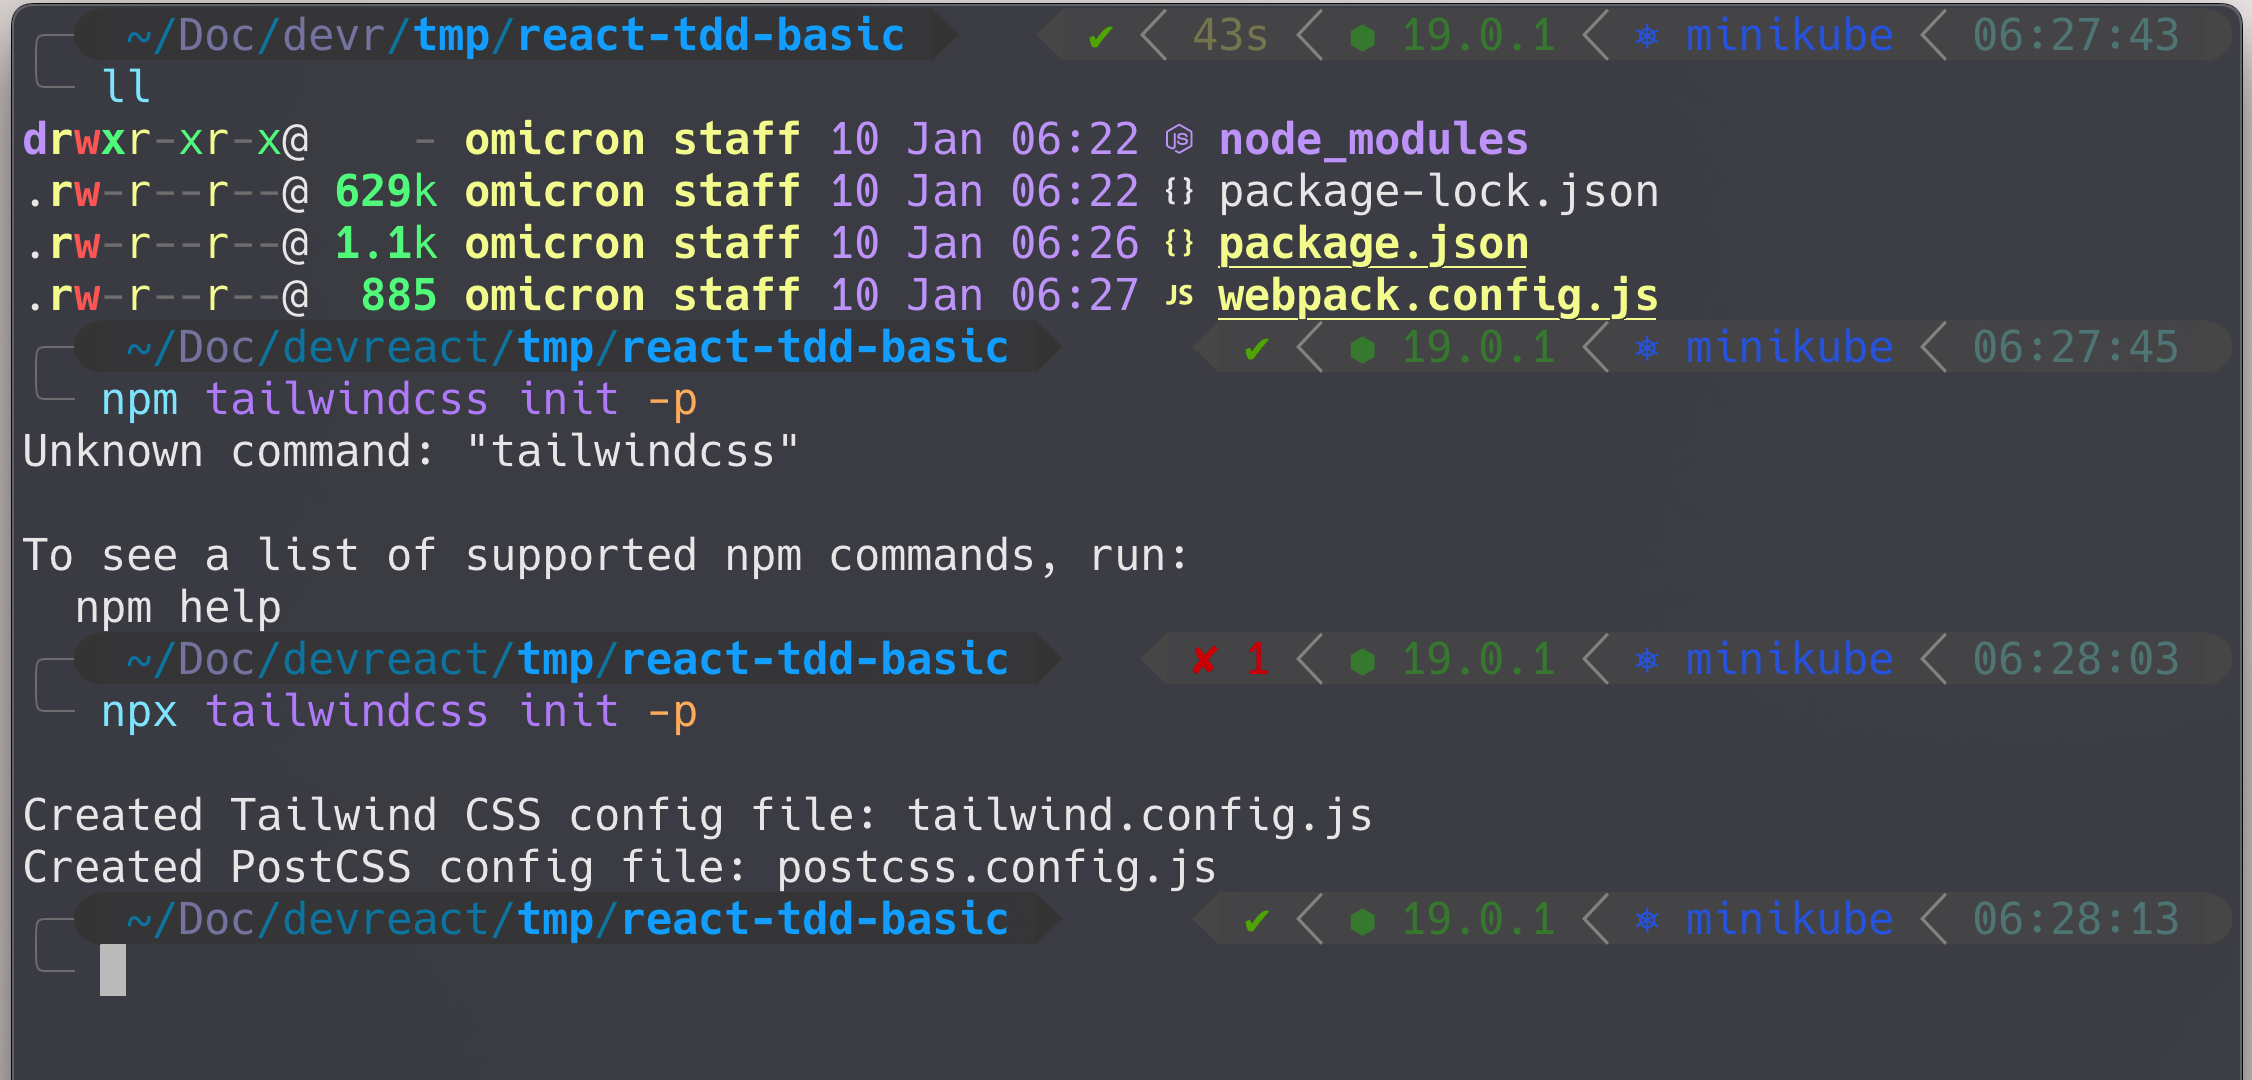 ~/Doc/devr/tmp/react-tdd-basic ✔ 43s ⬢ 19.0.1 ⎈ minikube 06:27:43
ll
drwxr-xr-x@ - omicron staff 10 Jan 06:22 node_modules
.rw-r--r--@ 629k omicron staff 10 Jan 06:22 {} package-lock.json
.rw-r--r--@ 1.1k omicron staff 10 Jan 06:26 {} package.json
.rw-r--r--@ 885 omicron staff 10 Jan 06:27 JS webpack.config.js
~/Doc/devreact/tmp/react-tdd-basic ✔ ⬢ 19.0.1 ⎈ minikube 06:27:45
npm tailwindcss init -p
Unknown command: "tailwindcss"
To see a list of supported npm commands, run:
npm help
~/Doc/devreact/tmp/react-tdd-basic ✘ 1 ⬢ 19.0.1 ⎈ minikube 06:28:03
npx tailwindcss init -p
Created Tailwind CSS config file: tailwind.config.js
Created PostCSS config file: postcss.config.js
~/Doc/devreact/tmp/react-tdd-basic ✔ ⬢ 19.0.1 ⎈ minikube 06:28:13